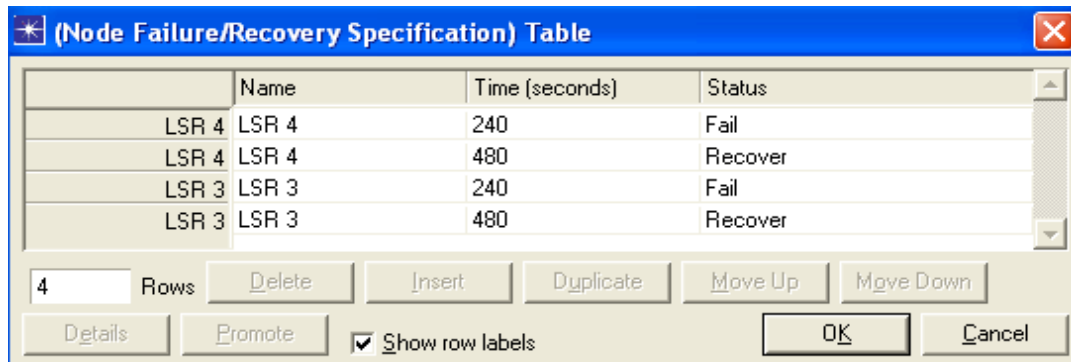 (Node Failure/Recovery Specification) Table
Name Time (seconds) Status
LSR 4 LSR 4 240 Fail
LSR 4 LSR 4 480 Recover
LSR 3 LSR 3 240 Fail
LSR 3 LSR 3 480 Recover
4 Rows Delete Insert Duplicate Move Up Move Down
Details Promote Show row labels OK Cancel